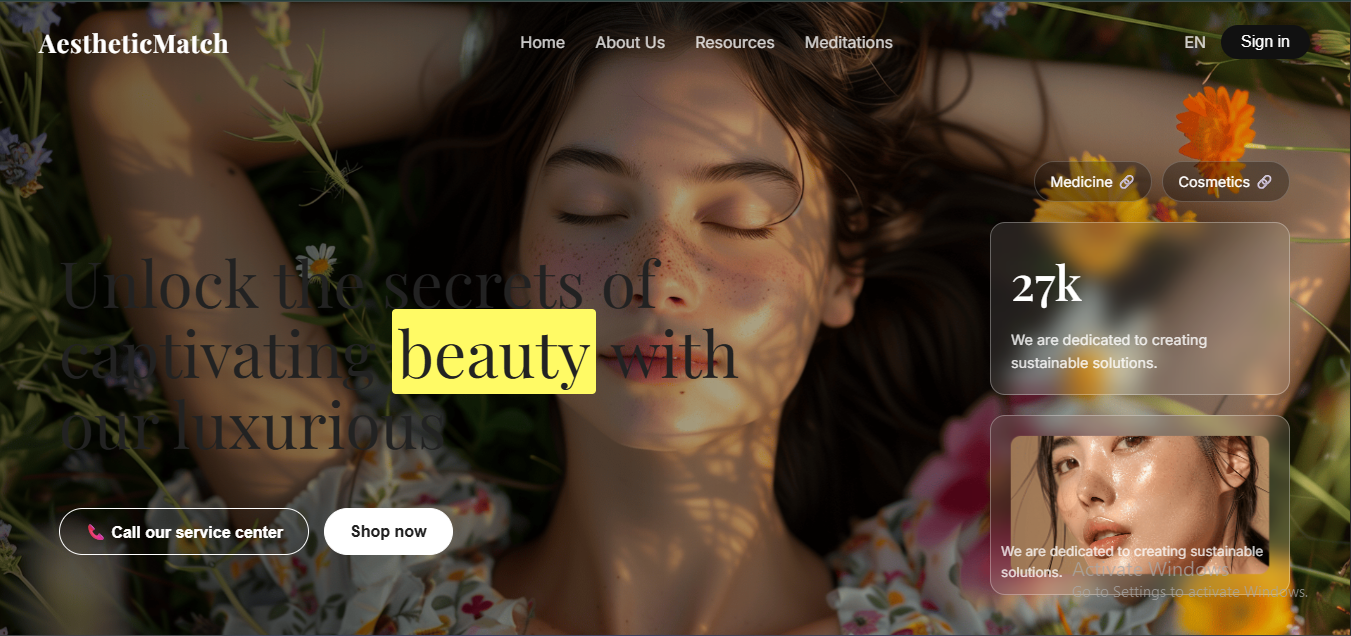 AestheticMatch
Home About Us Resources Meditations
EN Sign in
Medicine Cosmetics
Unlock the secrets of
captivating beauty with
our luxurious
Call our service center Shop now
27k
We are dedicated to creating
sustainable solutions.
We are dedicated to creating sustainable
solutions.
Activate Windows
Go to Settings to activate Windows.